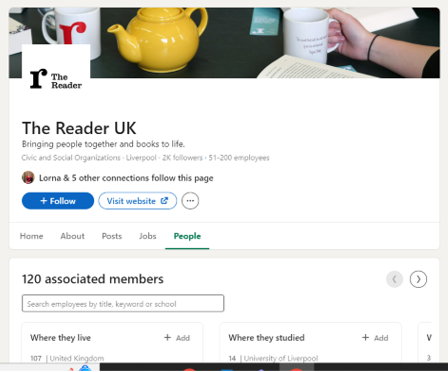 r
r The
Reader
The Reader UK
Bringing people together and books to life.
Civic and Social Organizations · Liverpool · 2K followers · 51-200 employees
Lorna & 5 other connections follow this page
+ Follow
Visit website
Home About Posts Jobs People
120 associated members
Search employees by title, keyword or school
Where they live + Add
Where they studied + Add
W
107 | United Kingdom
14 | University of Liverpool
3